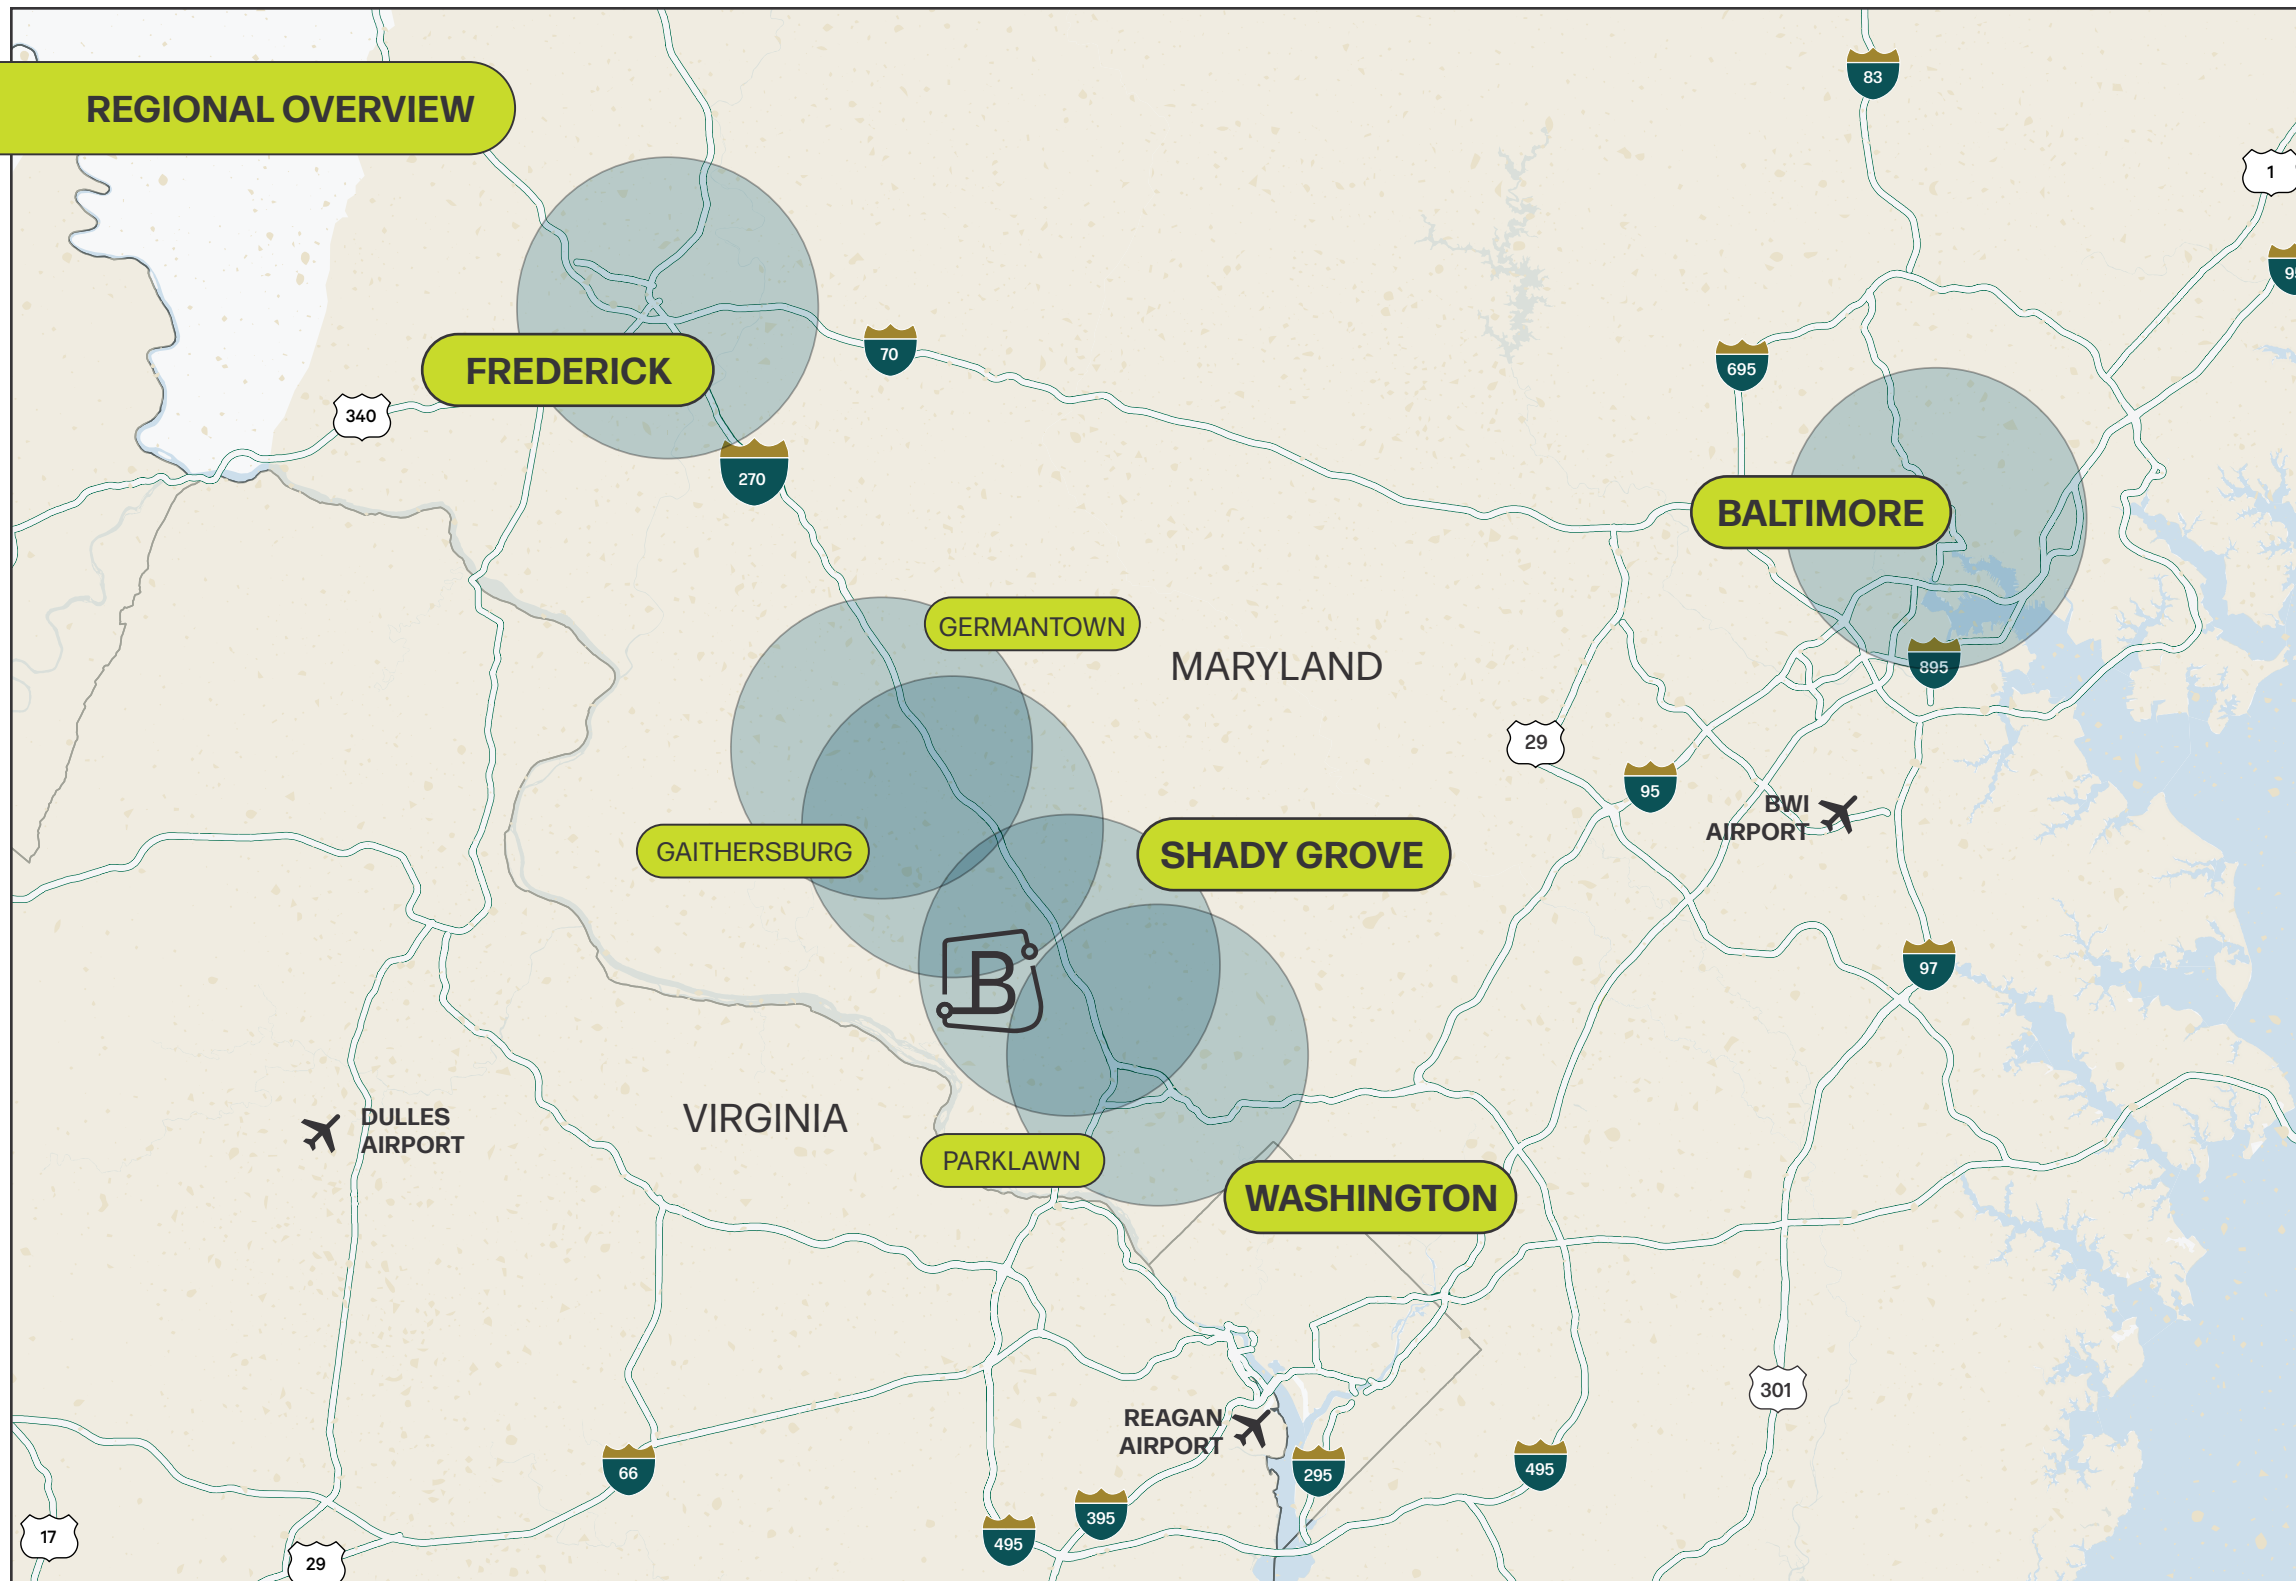 REGIONAL OVERVIEW
83
1
95
FREDERICK
70
695
340
270
BALTIMORE
GERMANTOWN
MARYLAND
895
29
95
BWI
AIRPORT
GAITHERSBURG
SHADY GROVE
B
97
DULLES
AIRPORT
VIRGINIA
PARKLAWN
WASHINGTON
301
REAGAN
AIRPORT
66
295
495
395
17
495
29